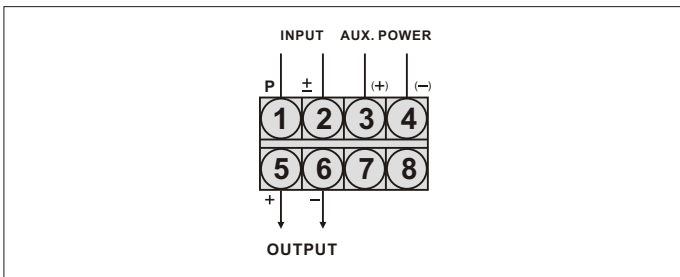 INPUT AUX. POWER
P ± (+) (−)
1 2 3 4
5 6 7 8
+ −
OUTPUT